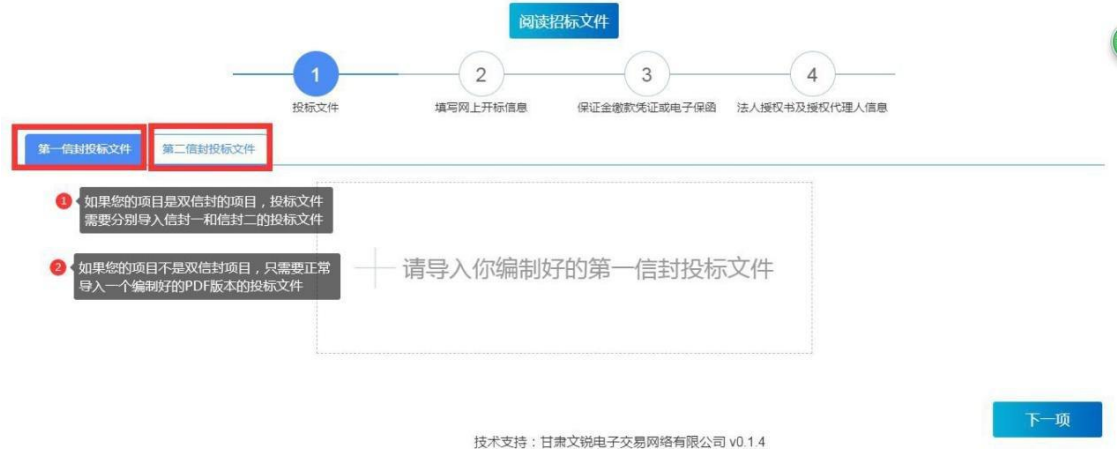 阅读招标文件
1
2
3
4
投标文件
填写网上开标信息
保证金缴款凭证或电子保函
法人授权书及授权代理人信息
第一信封投标文件
第二信封投标文件
1
如果您的项目是双信封的项目，投标文件
需要分别导入信封一和信封二的投标文件
2
如果您的项目不是双信封项目，只需要正常
导入一个编制好的PDF版本的投标文件
请导入你编制好的第一信封投标文件
下一项
技术支持：甘肃文锐电子交易网络有限公司 v0.1.4